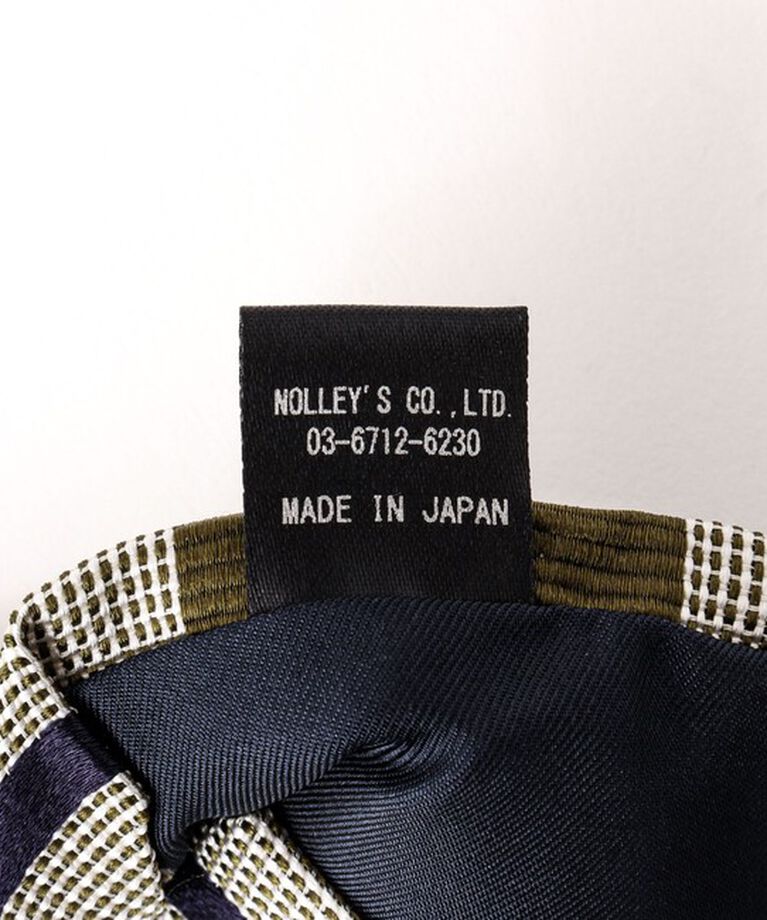 NOLLEY'S CO.,LTD.
03-6712-6230
MADE IN JAPAN